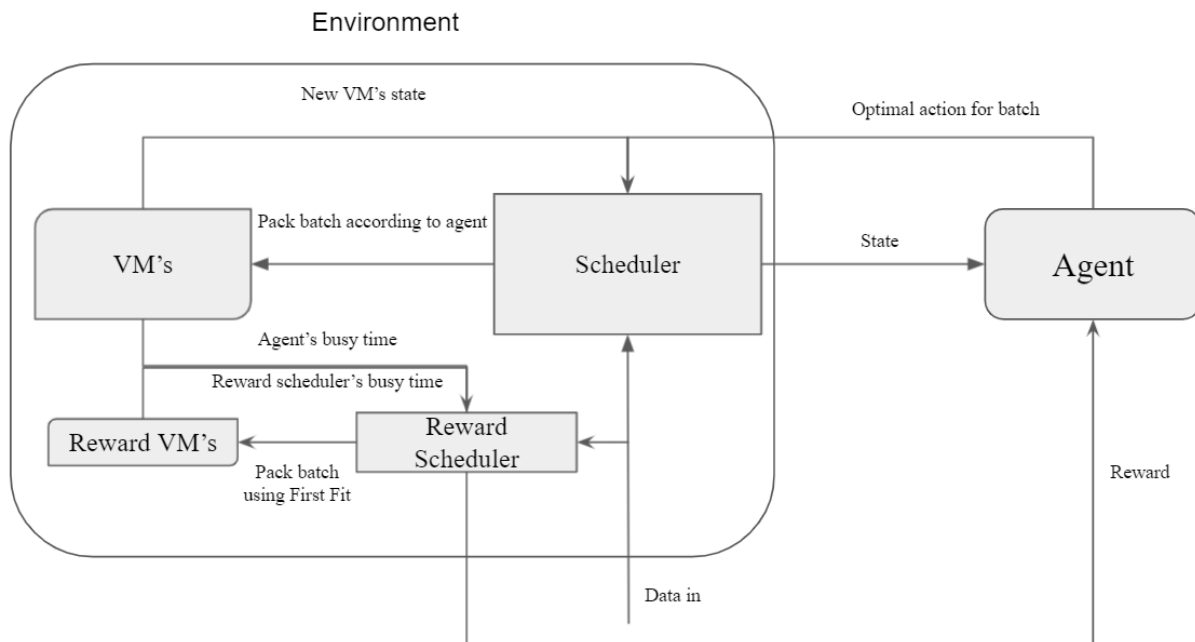 Environment
New VM's state
Optimal action for batch
Pack batch according to agent
VM's
Scheduler
State
Agent
Agent's busy time
Reward scheduler's busy time
Reward VM's
Reward
Scheduler
Pack batch
using First Fit
Reward
Data in